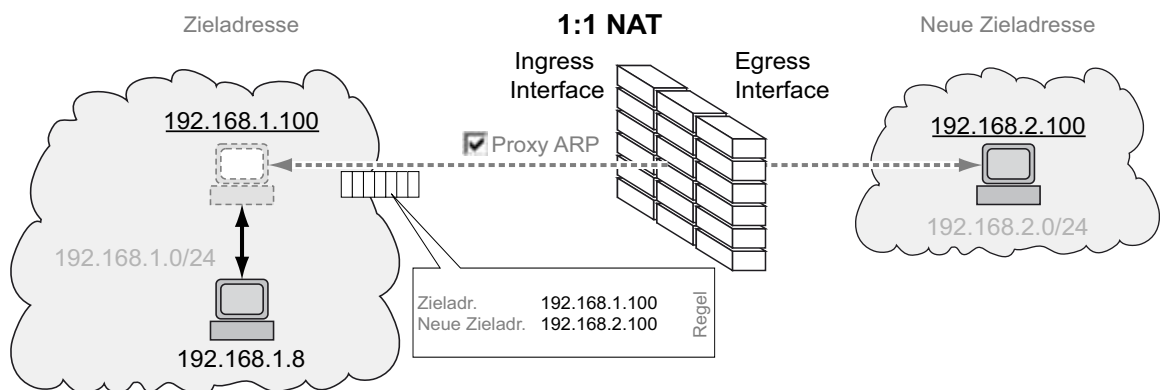 Zieladresse
1:1 NAT
Neue Zieladresse
Ingress
Interface
Egress
Interface
192.168.1.100
Proxy ARP
192.168.2.100
192.168.1.0/24
192.168.2.0/24
Zieladr. 192.168.1.100
Neue Zieladr. 192.168.2.100
Regel
192.168.1.8